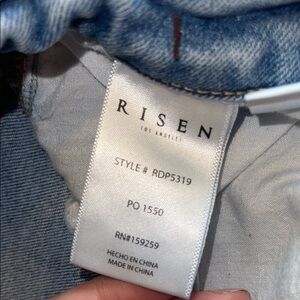 RISEN
LOS ANGELES
STYLE # RDP5319
PO 1550
RN#159259
HECHO EN CHINA
MADE IN CHINA